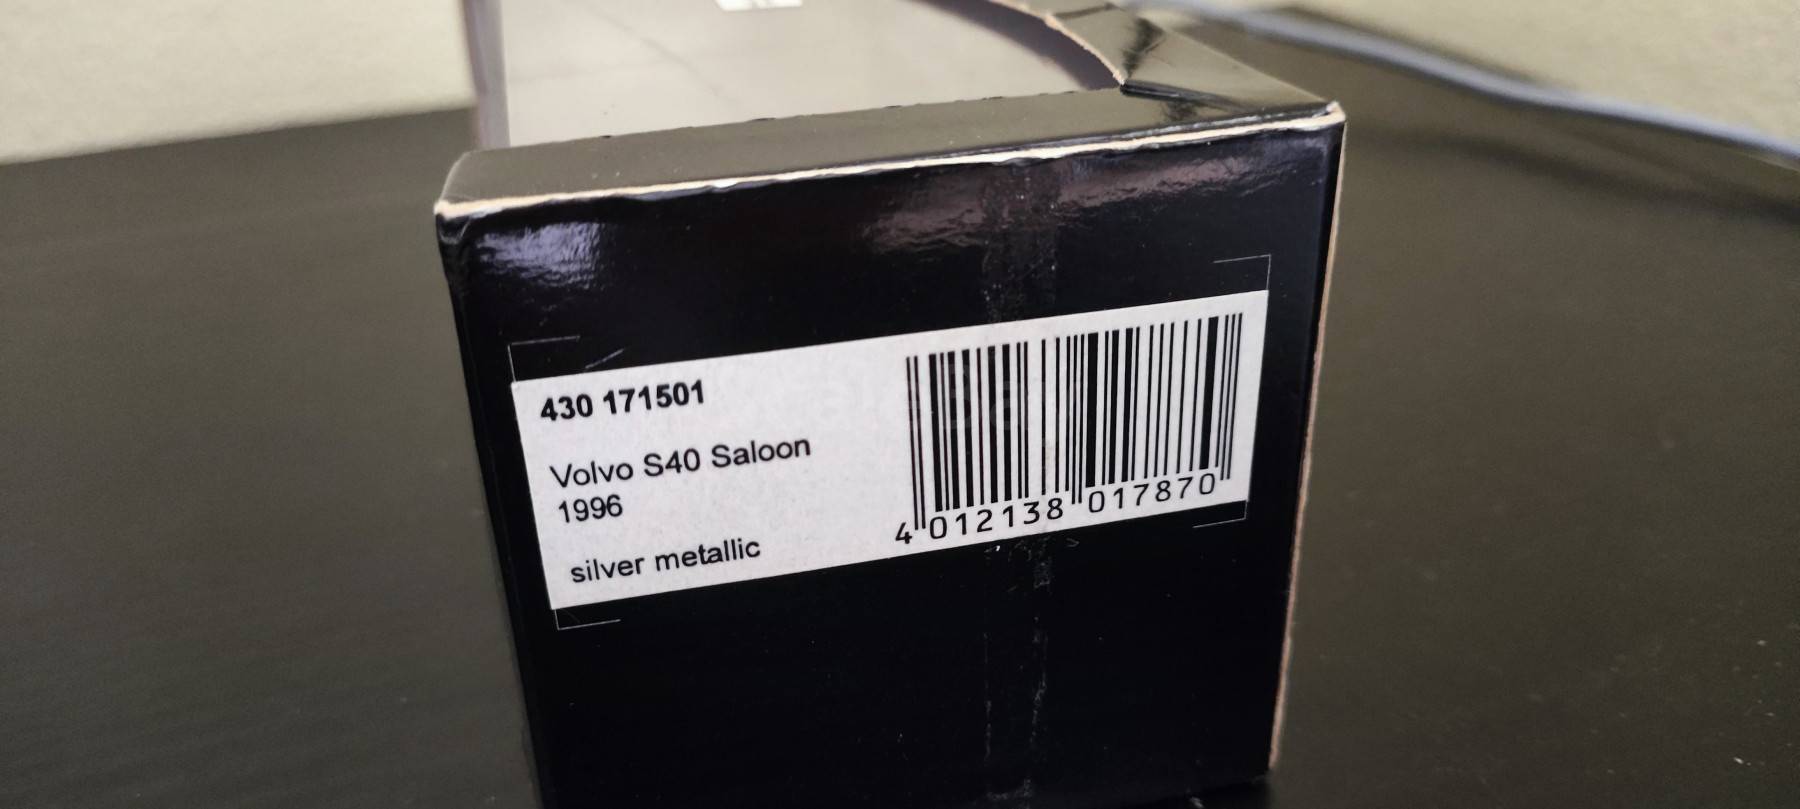 430 171501
Volvo S40 Saloon
1996
silver metallic
4 012138 017870